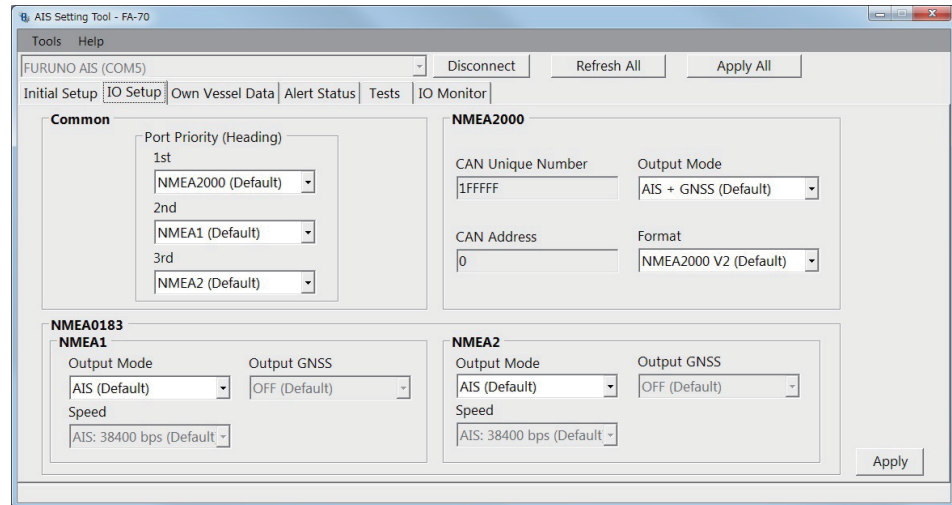 AIS Setting Tool - FA-70
Tools Help
FURUNO AIS (COM5) Disconnect Refresh All Apply All
Initial Setup IO Setup Own Vessel Data Alert Status Tests IO Monitor
Common
Port Priority (Heading)
1st
NMEA2000 (Default)
2nd
NMEA1 (Default)
3rd
NMEA2 (Default)
NMEA2000
CAN Unique Number Output Mode
1FFFFF AIS + GNSS (Default)
CAN Address Format
0 NMEA2000 V2 (Default)
NMEA0183
NMEA1
Output Mode Output GNSS
AIS (Default) OFF (Default)
Speed
AIS: 38400 bps (Default
NMEA2
Output Mode Output GNSS
AIS (Default) OFF (Default)
Speed
AIS: 38400 bps (Default
Apply